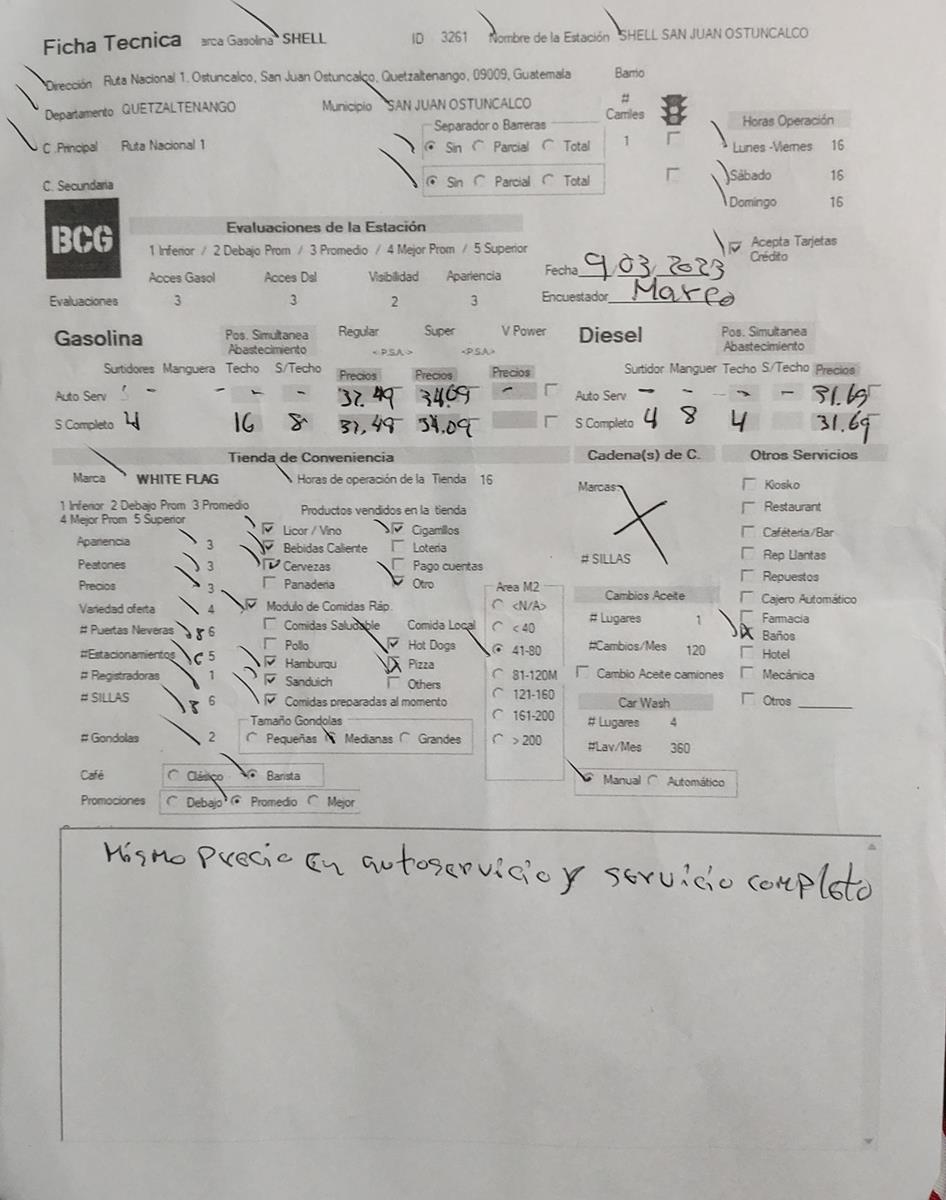 Ficha Tecnica arca Gasolina SHELL ID 3261 Nombre de la Estación SHELL SAN JUAN OSTUNCALCO
Dirección Ruta Nacional 1, Ostuncalco, San Juan Ostuncalco, Quetzaltenango, 09009, Guatemala Barrio
Departamento QUETZALTENANGO Municipio SAN JUAN OSTUNCALCO # Carriles
Separador o Barreras Horas Operación
C .Principal Ruta Nacional 1 Sin Parcial Total 1 Lunes -Viernes 16
Sin Parcial Total Sábado 16
C. Secundaria Domingo 16
BCG Evaluaciones de la Estación
1 Inferior / 2 Debajo Prom / 3 Promedio / 4 Mejor Prom / 5 Superior Acepta Tarjetas Crédito
Acces Gasol Acces Dsl Visibilidad Apariencia Fecha 9/03/2023
Evaluaciones 3 3 2 3 Encuestador Marco
Gasolina Pos. Simultanea Abastecimiento Regular Super V Power Diesel Pos. Simultanea Abastecimiento
<.P.S.A.> <P.S.A>
Surtidores Manguera Techo S/Techo Precios Precios Precios Surtidor Manguer Techo S/Techo Precios
Auto Serv - - - - 32.49 34.09 - Auto Serv - - - - 31.69
S Completo 4 16 8 32.49 34.09 S Completo 4 8 4 31.69
Tienda de Conveniencia Cadena(s) de C. Otros Servicios
Marca WHITE FLAG Horas de operación de la Tienda 16 Marcas Kiosko
1 Inferior 2 Debajo Prom 3 Promedio Productos vendidos en la tienda Restaurant
4 Mejor Prom 5 Superior Licor / Vino Cigarrillos Caféteria/Bar
Apariencia 3 Bebidas Caliente Loteria # SILLAS Rep Llantas
Peatones 3 Cervezas Pago cuentas Repuestos
Precios 3 Panaderia Otro Area M2 Cambios Aceite Cajero Automático
Variedad oferta 4 Modulo de Comidas Ráp. <N/A> # Lugares 1 Farmacia
# Puertas Neveras 8 6 Comidas Saludable Comida Local < 40 Baños
#Estacionamientos 6 5 Pollo Hot Dogs 41-80 #Cambios/Mes 120 Hotel
# Registradoras 1 Hamburqu Pizza 81-120M Cambio Aceite camiones Mecánica
# SILLAS 8 6 Sanduich Others 121-160 Car Wash Otros
Comidas preparadas al momento 161-200 # Lugares 4
Tamaño Gondolas
# Gondolas 2 Pequeñas Medianas Grandes > 200 #Lav/Mes 360
Café Clásico Barista Manual Automático
Promociones Debajo Promedio Mejor
Mismo Precio en autoservicio y servicio completo